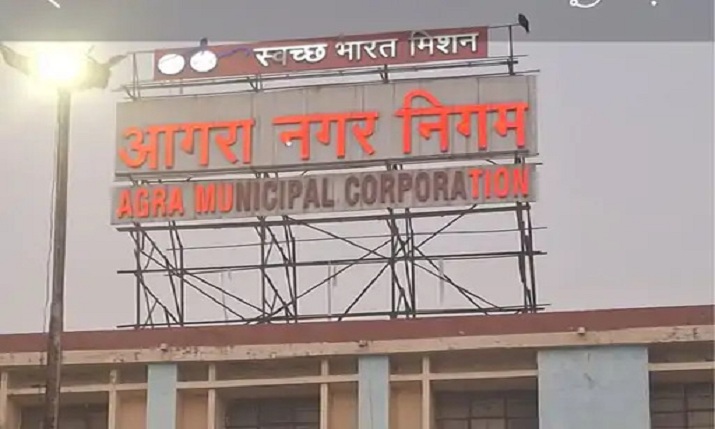 स्वच्छ भारत मिशन
आगरा नगर निगम
AGRA MUNICIPAL CORPORATION